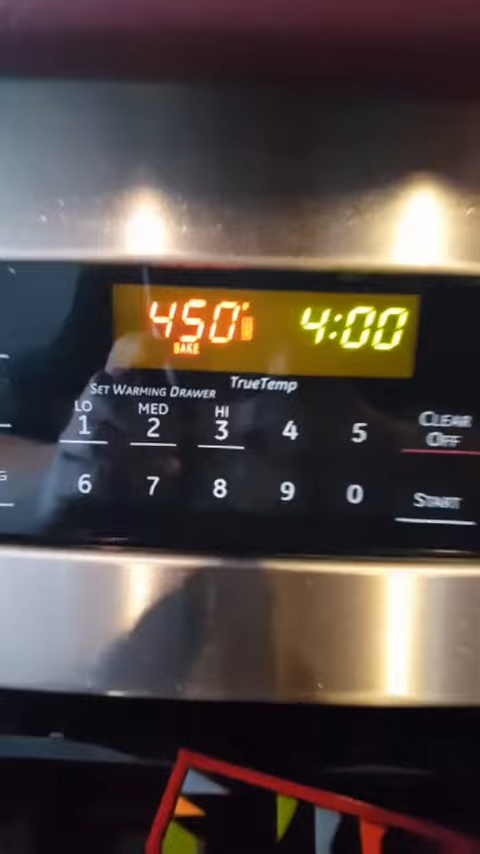 450° 4:00
BAKE
SET WARMING DRAWER TrueTemp
LO MED HI
1 2 3 4 5 CLEAR OFF
6 7 8 9 0 START